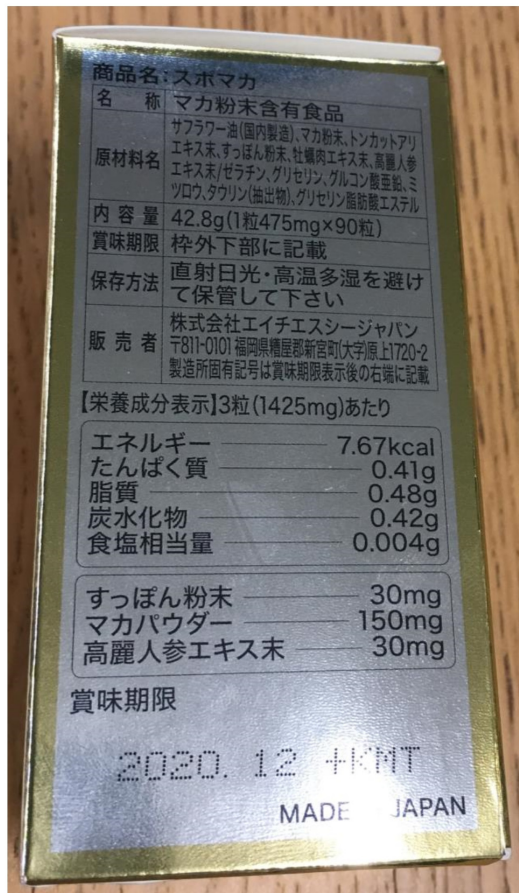 商品名:スポマカ
名 称 マカ粉末含有食品
原材料名 サフラワー油(国内製造)、マカ粉末、トンカットアリ
エキス末、すっぽん粉末、牡蠣肉エキス末、高麗人参
エキス末/ゼラチン、グリセリン、グルコン酸亜鉛、ミ
ツロウ、タウリン(抽出物)、グリセリン脂肪酸エステル
内容量 42.8g(1粒475mg×90粒)
賞味期限 枠外下部に記載
保存方法 直射日光・高温多湿を避け
て保管して下さい
販売者 株式会社エイチエスシージャパン
〒811-0101 福岡県糟屋郡新宮町(大字)原上1720-2
製造所固有記号は賞味期限表示後の右端に記載
【栄養成分表示】3粒(1425mg)あたり
エネルギー 7.67kcal
たんぱく質 0.41g
脂質 0.48g
炭水化物 0.42g
食塩相当量 0.004g
すっぽん粉末 30mg
マカパウダー 150mg
高麗人参エキス末 30mg
賞味期限
2020. 12 +KMT
MADE JAPAN